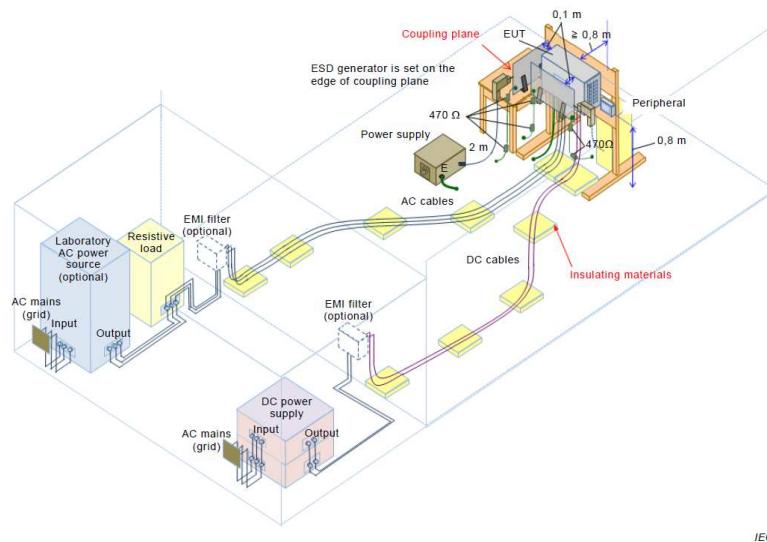 0,1 m
EUT
≥ 0,8 m
Coupling plane
ESD generator is set on the
edge of coupling plane
Peripheral
470 Ω
Power supply
2 m
470Ω
0,8 m
E
AC cables
EMI filter
(optional)
Laboratory
AC power
source
(optional)
Resistive
load
DC cables
Insulating materials
AC mains
(grid)
Input
Output
EMI filter
(optional)
DC power
supply
Input
Output
AC mains
(grid)